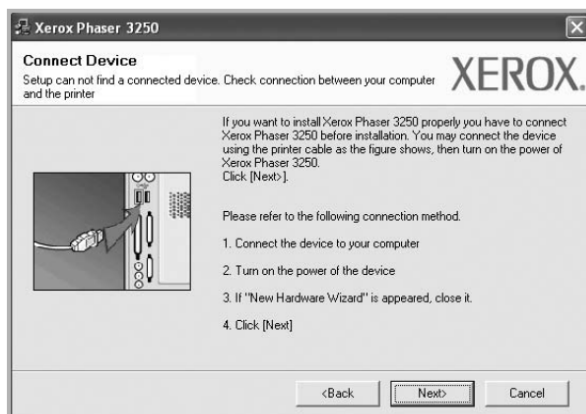 Xerox Phaser 3250
Connect Device
Setup can not find a connected device. Check connection between your computer
and the printer
XEROX.
If you want to install Xerox Phaser 3250 properly you have to connect
Xerox Phaser 3250 before installation. You may connect the device
using the printer cable as the figure shows, then turn on the power of
Xerox Phaser 3250.
Click [Next>].
Please refer to the following connection method.
1. Connect the device to your computer
2. Turn on the power of the device
3. If "New Hardware Wizard" is appeared, close it.
4. Click [Next]
<Back
Next>
Cancel